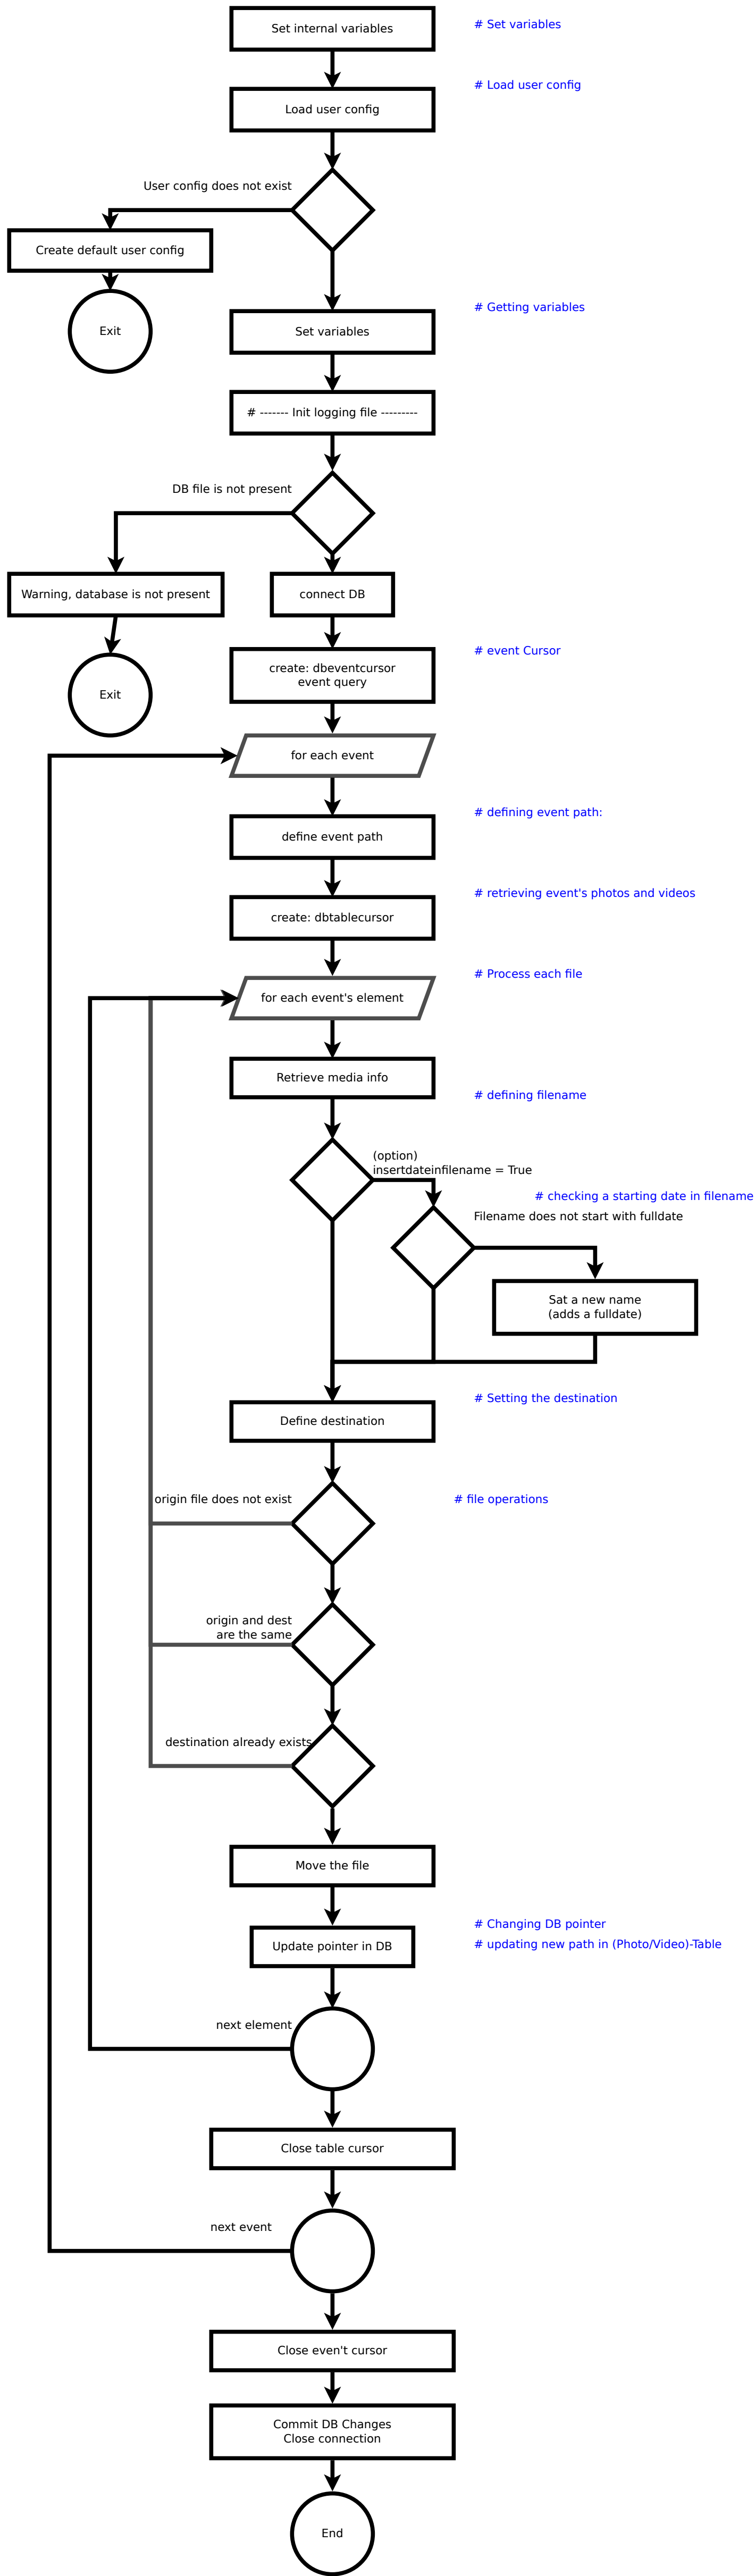 Set internal variables
# Set variables
# Load user config
Load user config
User config does not exist
Create default user config
Exit
# Getting variables
Set variables
# ------- Init logging file ---------
DB file is not present
Warning, database is not present
connect DB
# event Cursor
create: dbeventcursor
event query
Exit
for each event
# defining event path:
define event path
# retrieving event's photos and videos
create: dbtablecursor
# Process each file
for each event's element
Retrieve media info
# defining filename
(option)
insertdateinfilename = True
# checking a starting date in filename
Filename does not start with fulldate
Sat a new name
(adds a fulldate)
# Setting the destination
Define destination
origin file does not exist
# file operations
origin and dest
are the same
destination already exists
Move the file
# Changing DB pointer
Update pointer in DB
# updating new path in (Photo/Video)-Table
next element
Close table cursor
next event
Close even't cursor
Commit DB Changes
Close connection
End